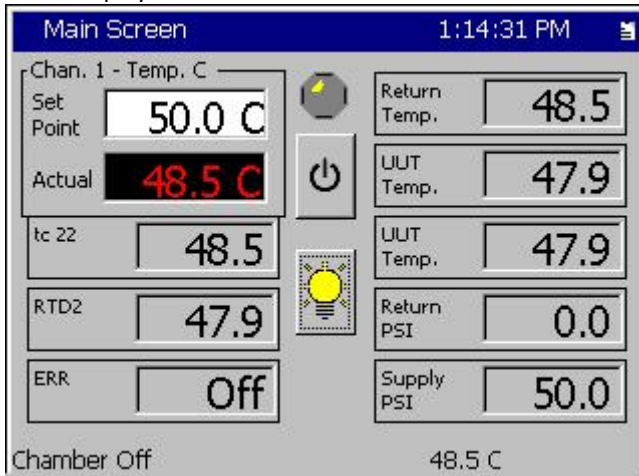 Main Screen 1:14:31 PM
Chan. 1 - Temp. C
Set Point 50.0 C
Actual 48.5 C
tc 22 48.5
RTD2 47.9
ERR Off
Return Temp. 48.5
UUT Temp. 47.9
UUT Temp. 47.9
Return PSI 0.0
Supply PSI 50.0
Chamber Off 48.5 C